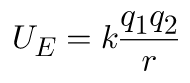 $U_E = k\frac{q_1 q_2}{r}$